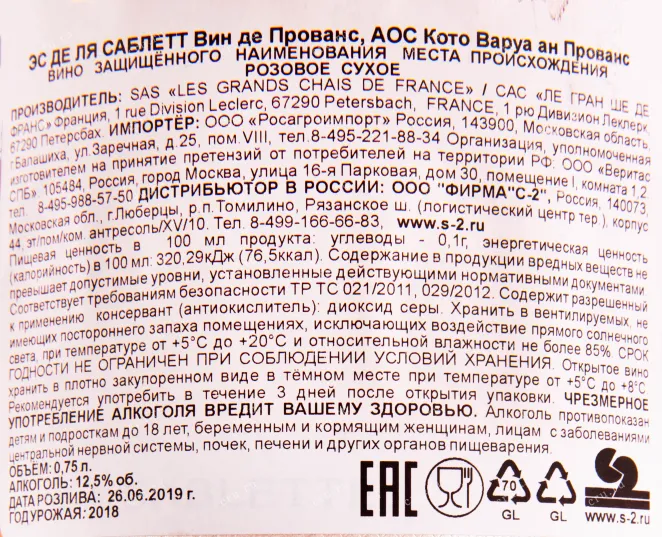 ЭС ДЕ ЛЯ САБЛЕТТ Вин де Прованс, АОС Кото Варуа ан Прованс
ВИНО ЗАЩИЩЁННОГО НАИМЕНОВАНИЯ МЕСТА ПРОИСХОЖДЕНИЯ
РОЗОВОЕ СУХОЕ
ПРОИЗВОДИТЕЛЬ: SAS «LES GRANDS CHAIS DE FRANCE» / САС «ЛЕ ГРАН ШЕ ДЕ
ФРАНС» Франция, 1 rue Division Leclerc, 67290 Petersbach, FRANCE, 1 рю Дивизион Леклерк,
67290 Петерсбах. ИМПОРТЁР: ООО «Росагроимпорт» Россия, 143900, Московская область,
г.Балашиха, ул.Заречная, д.25, пом.VIII, тел.8-495-221-88-34 Организация, уполномоченная
изготовителем на принятие претензий от потребителей на территории РФ: ООО «Веритас
СПБ» 105484, Россия, город Москва, улица 16-я Парковая, дом 30, помещение I, комната 1,2
тел. 8-495-988-57-50 ДИСТРИБЬЮТОР В РОССИИ: ООО "ФИРМА"С-2", Россия, 140073,
Московская обл., г.Люберцы, р.п.Томилино, Рязанское ш. (логистический центр тер.), корпус
44, эт/пом/ком. антресоль/XV/10. Тел. 8-499-166-66-83, www.s-2.ru
Пищевая ценность в 100 мл продукта: углеводы - 0,1г, энергетическая ценность
(калорийность) в 100 мл: 320,29кДж (76,5ккал). Содержание в продукции вредных веществ не
превышает допустимые уровни, установленные действующими нормативными документами.
Соответствует требованиям безопасности ТР ТС 021/2011, 029/2012. Содержит разрешенный
к применению консервант (антиокислитель): диоксид серы. Хранить в вентилируемых, не
имеющих постороннего запаха помещениях, исключающих воздействие прямого солнечного
света, при температуре от +5°С до +20°С и относительной влажности не более 85%. СРОК
ГОДНОСТИ НЕ ОГРАНИЧЕН ПРИ СОБЛЮДЕНИИ УСЛОВИЙ ХРАНЕНИЯ. Открытое вино
хранить в плотно закупоренном виде в тёмном месте при температуре от +5°С до +8°С.
Рекомендуется употребить в течение 3 дней после открытия упаковки. ЧРЕЗМЕРНОЕ
УПОТРЕБЛЕНИЕ АЛКОГОЛЯ ВРЕДИТ ВАШЕМУ ЗДОРОВЬЮ. Алкоголь противопоказан
детям и подросткам до 18 лет, беременным и кормящим женщинам, лицам с заболеваниями
центральной нервной системы, почек, печени и других органов пищеварения.
ОБЪЕМ: 0,75 л.
АЛКОГОЛЬ: 12,5% об.
ДАТА РОЗЛИВА: 26.06.2019 г.
ГОД УРОЖАЯ: 2018
EAC
70
GL
GL
www.s-2.ru